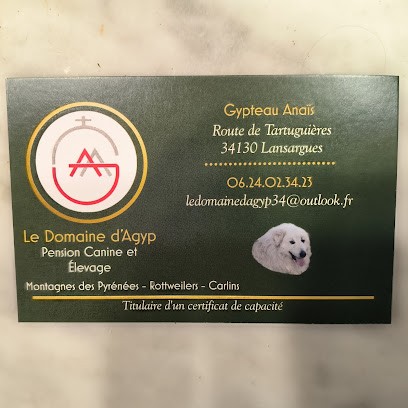 Gypteau Anaïs
Route de Tartuguières
34130 Lansargues
06.24.02.34.23
ledomainedagyp34@outlook.fr
Le Domaine d'Agyp
Pension Canine et
Élevage
Montagnes des Pyrénées - Rottweilers - Carlins
Titulaire d'un certificat de capacité